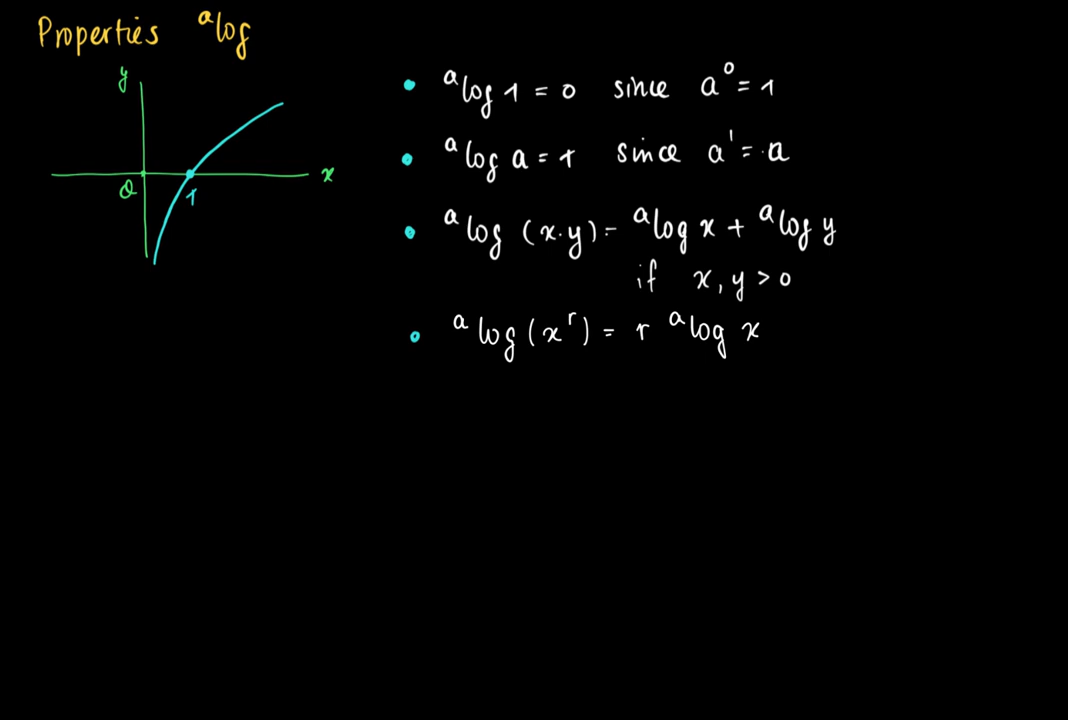 Properties ᵃlog
y
x
0
1
• ᵃlog 1 = 0 since a⁰ = 1
• ᵃlog a = 1 since a¹ = a
• ᵃlog (x·y) = ᵃlog x + ᵃlog y
if x, y > 0
• ᵃlog (xʳ) = r ᵃlog x